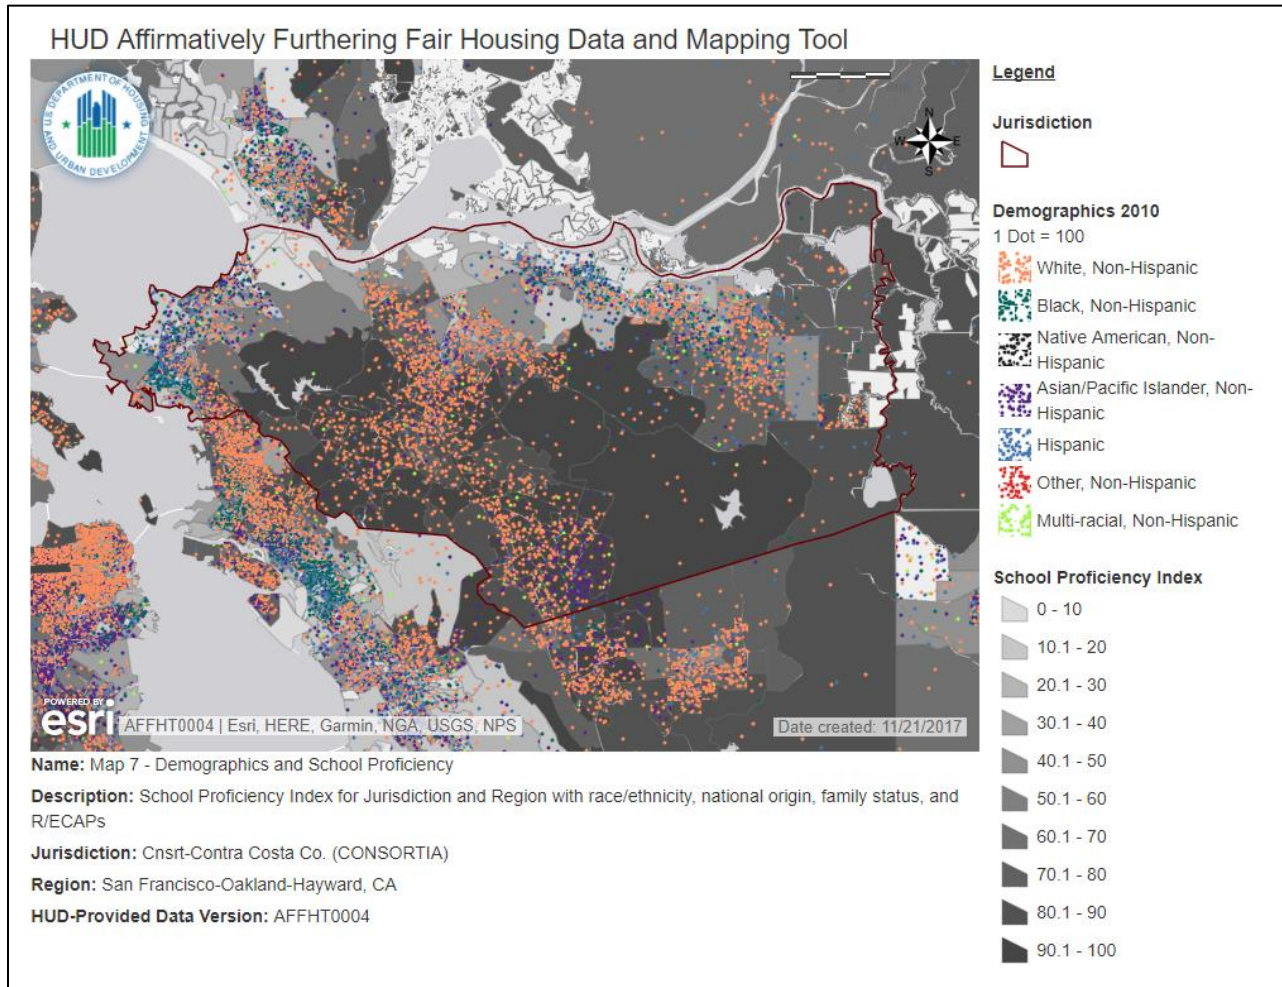 HUD Affirmatively Furthering Fair Housing Data and Mapping Tool
U.S. DEPARTMENT OF HOUSING
AND URBAN DEVELOPMENT
N
W E
S
POWERED BY
esri
AFFHT0004 | Esri, HERE, Garmin, NGA, USGS, NPS
Date created: 11/21/2017
Legend
Jurisdiction
Demographics 2010
1 Dot = 100
White, Non-Hispanic
Black, Non-Hispanic
Native American, Non-
Hispanic
Asian/Pacific Islander, Non-
Hispanic
Hispanic
Other, Non-Hispanic
Multi-racial, Non-Hispanic
School Proficiency Index
0 - 10
10.1 - 20
20.1 - 30
30.1 - 40
40.1 - 50
50.1 - 60
60.1 - 70
70.1 - 80
80.1 - 90
90.1 - 100
Name: Map 7 - Demographics and School Proficiency
Description: School Proficiency Index for Jurisdiction and Region with race/ethnicity, national origin, family status, and
R/ECAPs
Jurisdiction: Cnsrt-Contra Costa Co. (CONSORTIA)
Region: San Francisco-Oakland-Hayward, CA
HUD-Provided Data Version: AFFHT0004